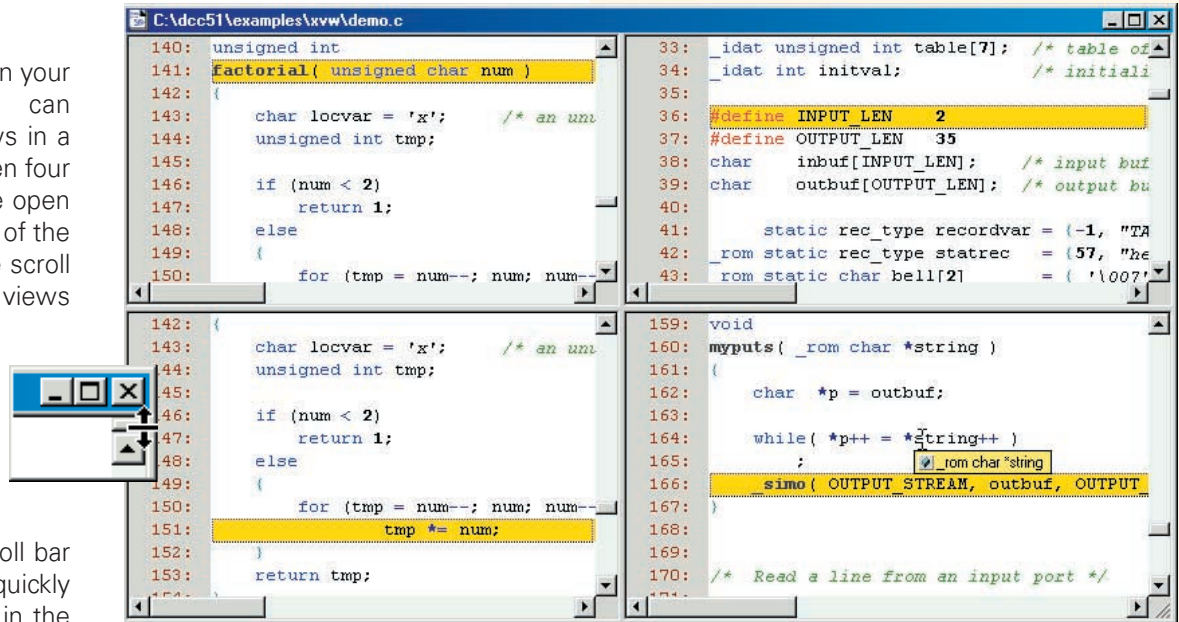 n your
can
ys in a
en four
e open
of the
e scroll
views
oll bar
quickly
in the
C:\dcc51\examples\xvw\demo.c
140: unsigned int
141: factorial( unsigned char num )
142: {
143:     char locvar = 'x';     /* an unu
144:     unsigned int tmp;
145:
146:     if (num < 2)
147:         return 1;
148:     else
149:     {
150:         for (tmp = num--; num; num--
33: _idat unsigned int table[7];  /* table of
34: _idat int initval;            /* initiali
35:
36: #define INPUT_LEN    2
37: #define OUTPUT_LEN   35
38: char    inbuf[INPUT_LEN];    /* input buf
39: char    outbuf[OUTPUT_LEN];  /* output bu
40:
41:     static rec_type recordvar = {-1, "TA
42: _rom static rec_type statrec   = {57, "he
43: _rom static char bell[2]       = { '\007'
142: {
143:     char locvar = 'x';     /* an unu
44:     unsigned int tmp;
45:
46:     if (num < 2)
47:         return 1;
48:     else
49:     {
150:         for (tmp = num--; num; num--
151:                 tmp *= num;
152:     }
153:     return tmp;
154: }
159: void
160: myputs( _rom char *string )
161: {
162:     char  *p = outbuf;
163:
164:     while( *p++ = *string++ )
165:         ;
_rom char *string
166:     _simo( OUTPUT_STREAM, outbuf, OUTPUT_
167: }
168:
169:
170: /*  Read a line from an input port */
171: